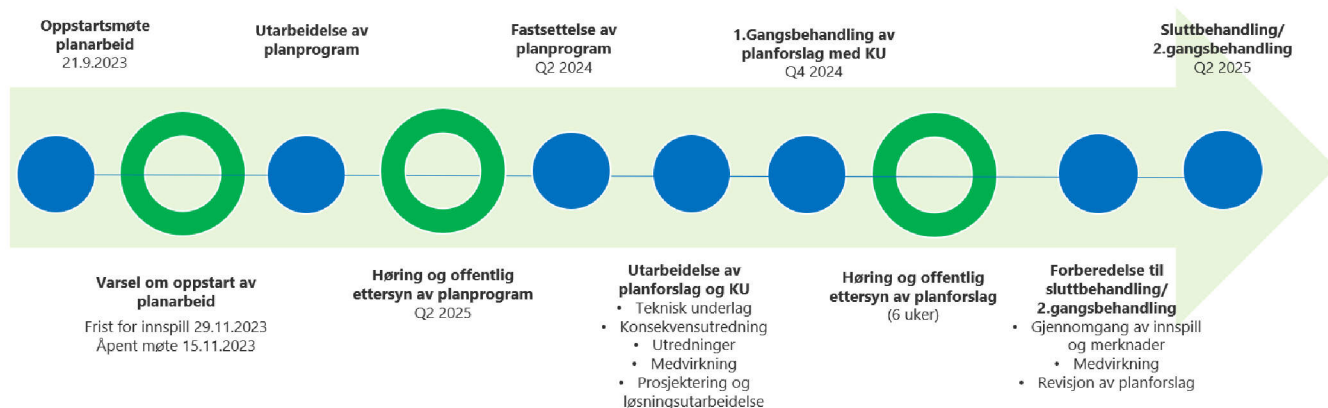 Oppstartsmøte
planarbeid
21.9.2023
Utarbeidelse av
planprogram
Fastsettelse av
planprogram
Q2 2024
1.Gangsbehandling av
planforslag med KU
Q4 2024
Sluttbehandling/
2.gangsbehandling
Q2 2025
Varsel om oppstart av
planarbeid
Frist for innspill 29.11.2023
Åpent møte 15.11.2023
Høring og offentlig
ettersyn av planprogram
Q2 2025
Utarbeidelse av
planforslag og KU
• Teknisk underlag
• Konsekvensutredning
• Utredninger
• Medvirkning
• Prosjektering og
løsningsutarbeidelse
Høring og offentlig
ettersyn av planforslag
(6 uker)
Forberedelse til
sluttbehandling/
2.gangsbehandling
• Gjennomgang av innspill
og merknader
• Medvirkning
• Revisjon av planforslag